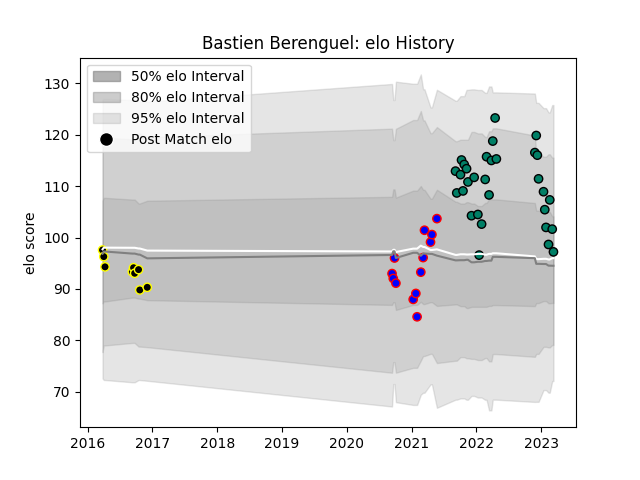 Bastien Berenguel: elo History
50% elo Interval
80% elo Interval
95% elo Interval
Post Match elo
elo score
130
120
110
100
90
80
70
2016 2017 2018 2019 2020 2021 2022 2023